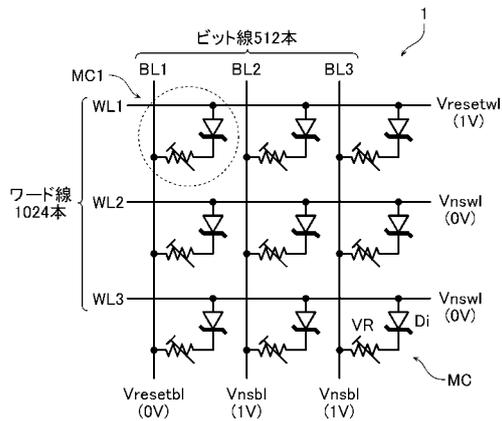 ビット線512本
1
BL1 BL2 BL3
MC1
WL1
Vresetwl
(1V)
ワード線
1024本
WL2
Vnswl
(0V)
WL3
Vnswl
(0V)
VR
Di
MC
Vresetbl
(0V)
Vnsbl
(1V)
Vnsbl
(1V)